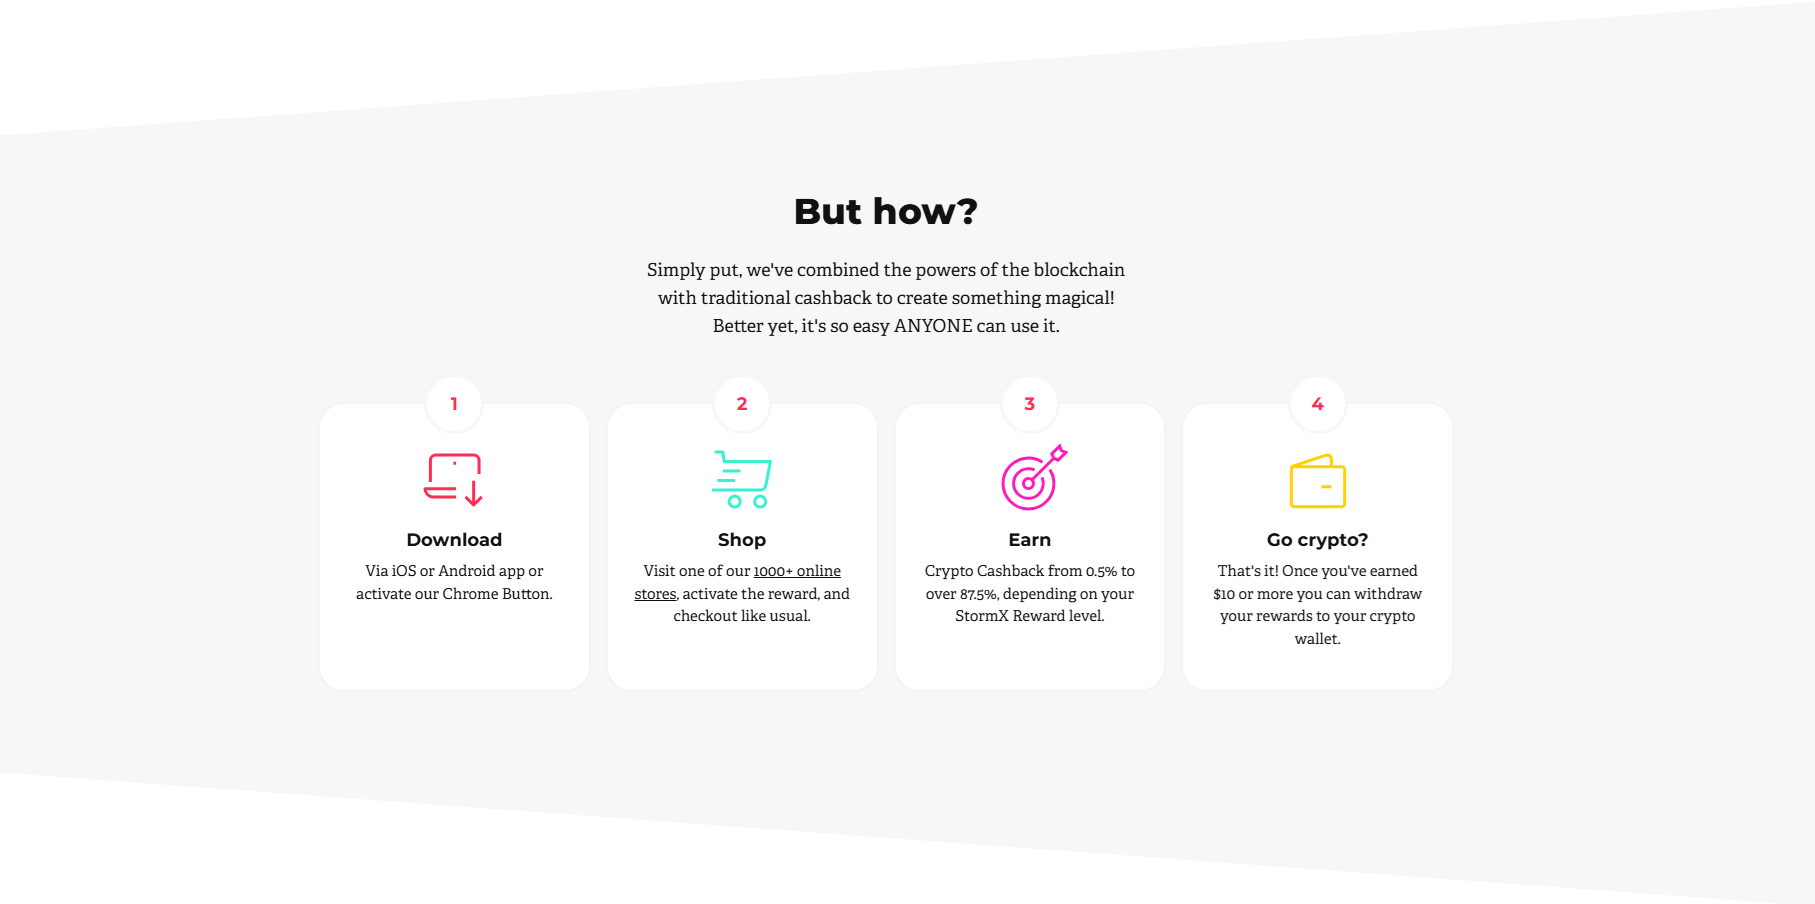 But how?
Simply put, we've combined the powers of the blockchain
with traditional cashback to create something magical!
Better yet, it's so easy ANYONE can use it.
1
Download
Via iOS or Android app or
activate our Chrome Button.
2
Shop
Visit one of our 1000+ online
stores, activate the reward, and
checkout like usual.
3
Earn
Crypto Cashback from 0.5% to
over 87.5%, depending on your
StormX Reward level.
4
Go crypto?
That's it! Once you've earned
$10 or more you can withdraw
your rewards to your crypto
wallet.